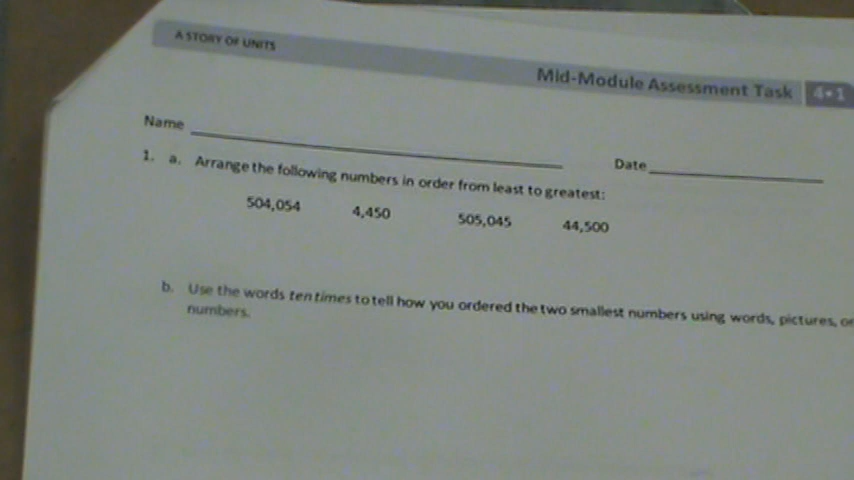 A STORY OF UNITS
Mid-Module Assessment Task 4•1
Name
Date
1. a. Arrange the following numbers in order from least to greatest:
504,054 4,450 505,045 44,500
b. Use the words ten times to tell how you ordered the two smallest numbers using words, pictures, or
numbers.